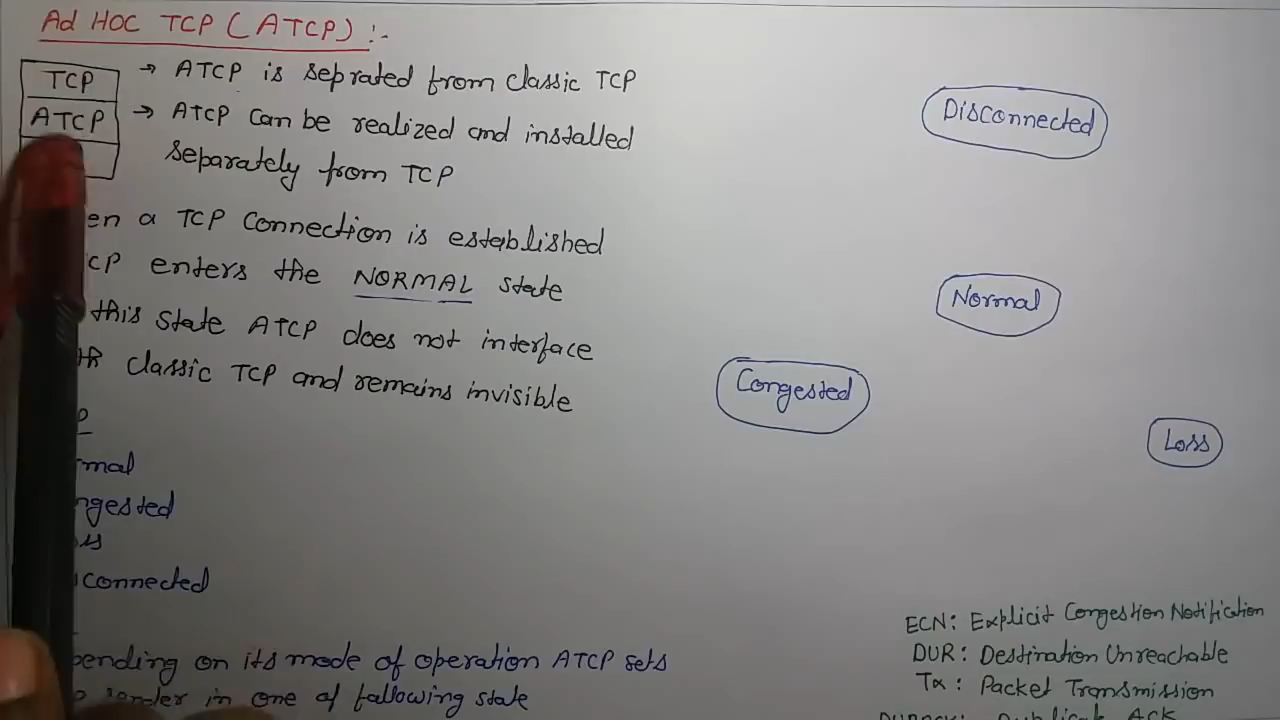 Ad HOC TCP (ATCP) :-
TCP
ATCP
→ ATCP is seprated from classic TCP
→ ATCP can be realized and installed
separately from TCP
en a TCP Connection is established
CP enters the NORMAL state
this state ATCP does not interface
classic TCP and remains invisible
P
rmal
ngested
ss
connected
pending on its mode of operation ATCP sets
sender in one of following state
Disconnected
Normal
Congested
Loss
ECN: Explicit Congestion Notification
DUR: Destination Unreachable
Tx: Packet Transmission
Ack